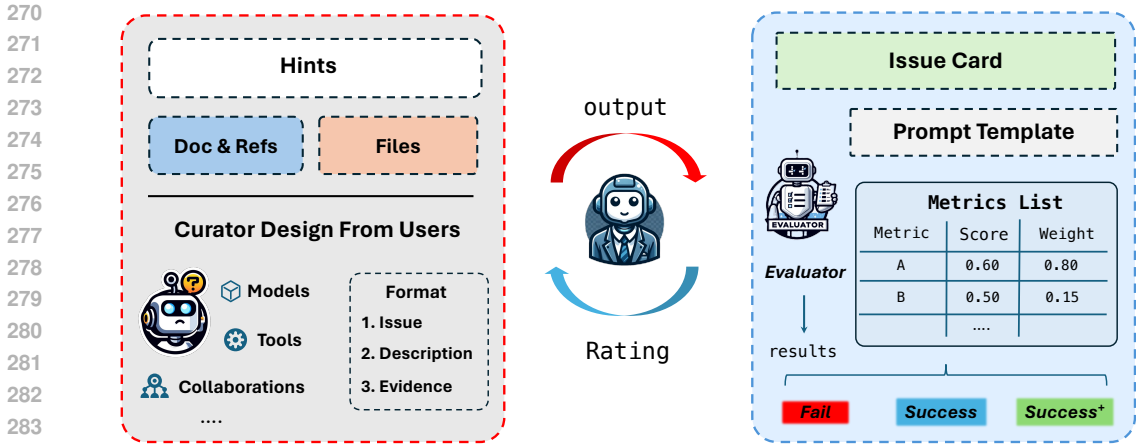 270
271
272
273
274
275
276
277
278
279
280
281
282
283
Hints
Doc & Refs
Files
Curator Design From Users
?
Models
Tools
Collaborations
....
Format
1. Issue
2. Description
3. Evidence
output
Rating
Issue Card
Prompt Template
EVALUATOR
Evaluator
results
Metrics List
Metric Score Weight
A 0.60 0.80
B 0.50 0.15
....
Fail
Success
Success⁺